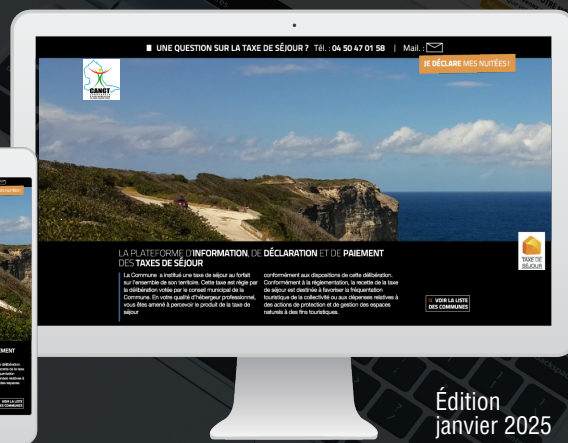 UNE QUESTION SUR LA TAXE DE SÉJOUR ? Tél. : 04 50 47 01 58 | Mail. :
JE DÉCLARE MES NUITÉES !
CANGT
LA PLATEFORME D'INFORMATION, DE DÉCLARATION ET DE PAIEMENT
DES TAXES DE SÉJOUR
La Commune a institué une taxe de séjour au forfait
sur l'ensemble de son territoire. Cette taxe est régie par
la délibération votée par le conseil municipal de la
Commune. En votre qualité d'hébergeur professionnel,
vous êtes amené à percevoir le produit de la taxe de
séjour
conformément aux dispositions de cette délibération.
Conformément à la réglementation, la recette de la taxe
de séjour est destinée à favoriser la fréquentation
touristique de la collectivité ou aux dépenses relatives à
des actions de protection et de gestion des espaces
naturels à des fins touristiques.
TAXE DE
SÉJOUR
VOIR LA LISTE
DES COMMUNES
VOIR LA LISTE
DES COMMUNES
Édition
janvier 2025